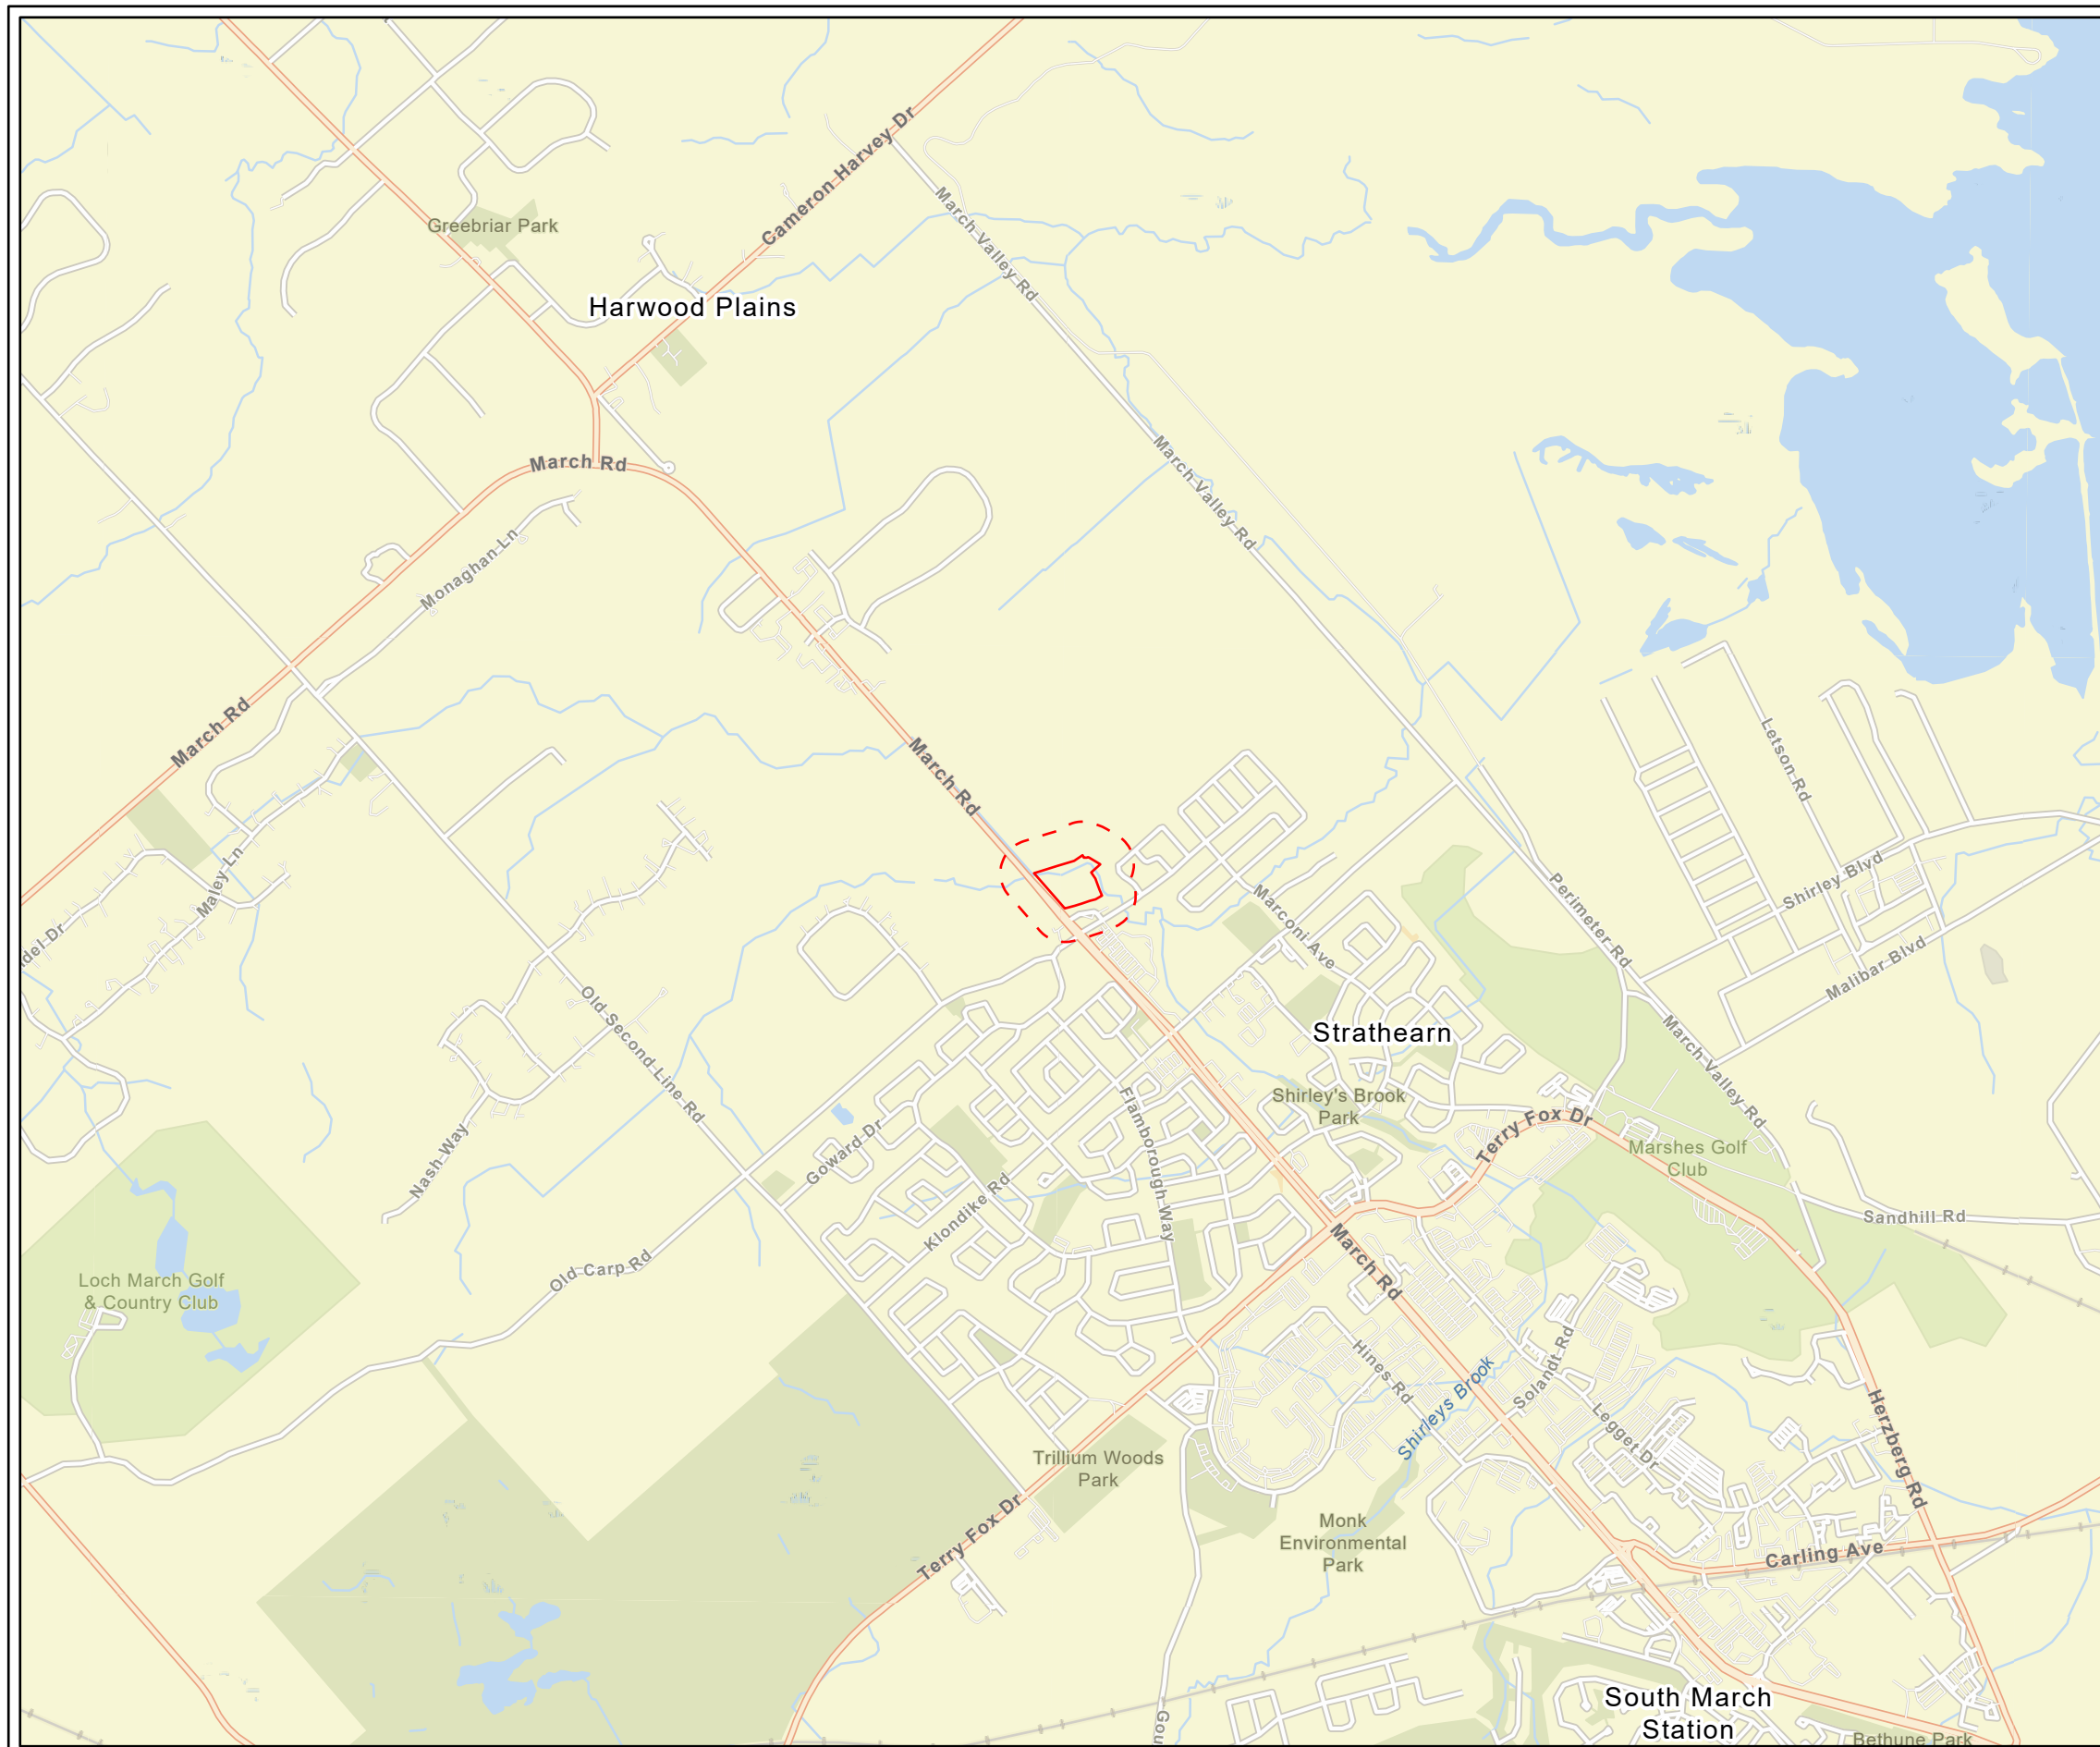 Cameron Harvey Dr
March Valley Rd
Greebriar Park
Harwood Plains
March Rd
March Valley Rd
Monaghan Ln
March Rd
March Rd
Letson Rd
Maley Ln
Marconi Ave
Perimeter Rd
Shirley Blvd
del Dr
Malibar Blvd
Old Second Line Rd
Strathearn
March Valley Rd
Shirley's Brook
Park
Flamborough Way
Terry Fox Dr
Marshes Golf
Club
Goward Dr
Nash Way
Klondike Rd
Sandhill Rd
Old Carp Rd
March Rd
Loch March Golf
& Country Club
Hines Rd
Solandt Rd
Shirleys Brook
Legget Dr
Herzberg Rd
Trillium Woods
Park
Terry Fox Dr
Monk
Environmental
Park
Carling Ave
South March
Station
Gou
Bethune Park